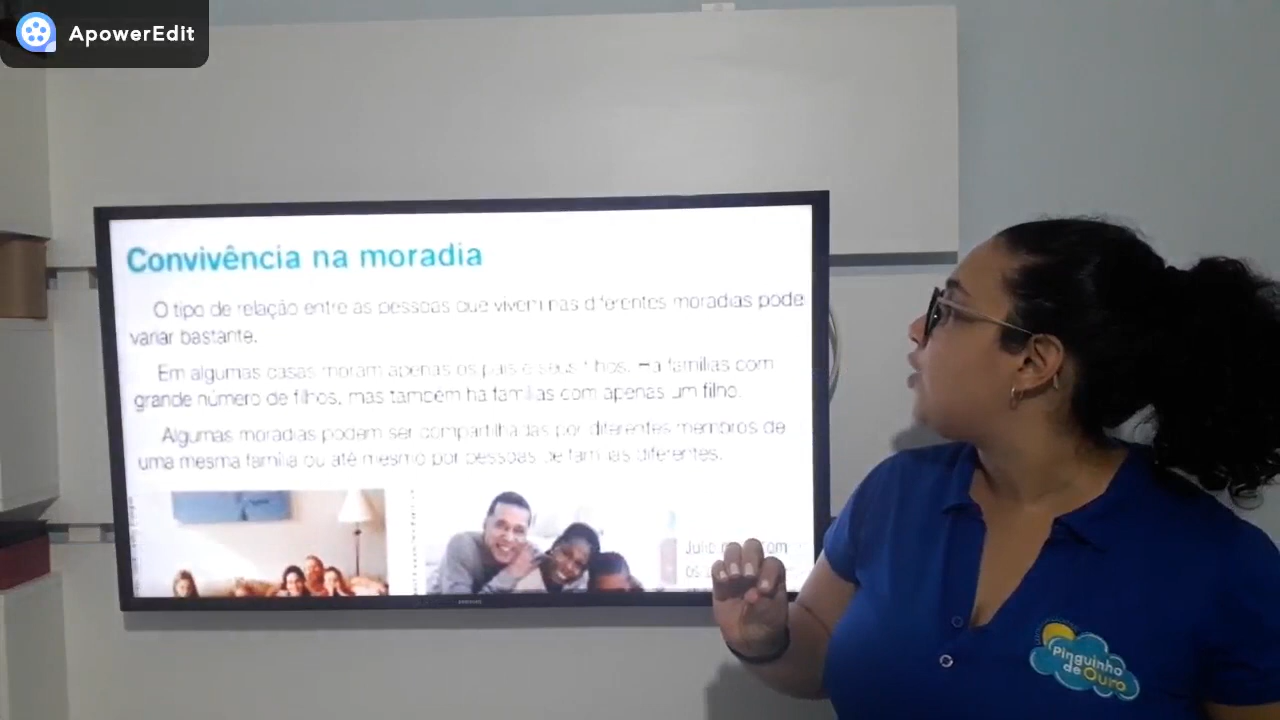 ApowerEdit
Convivência na moradia
O tipo de relação entre as pessoas que vivem nas diferentes moradias pode
variar bastante.
Em algumas casas moram apenas os pais e seus filhos. Há famílias com
grande número de filhos, mas também há famílias com apenas um filho.
Algumas moradias podem ser compartilhadas por diferentes membros de
uma mesma família ou até mesmo por pessoas de famílias diferentes.
os
SAMSUNG
Pinguinho
de Ouro